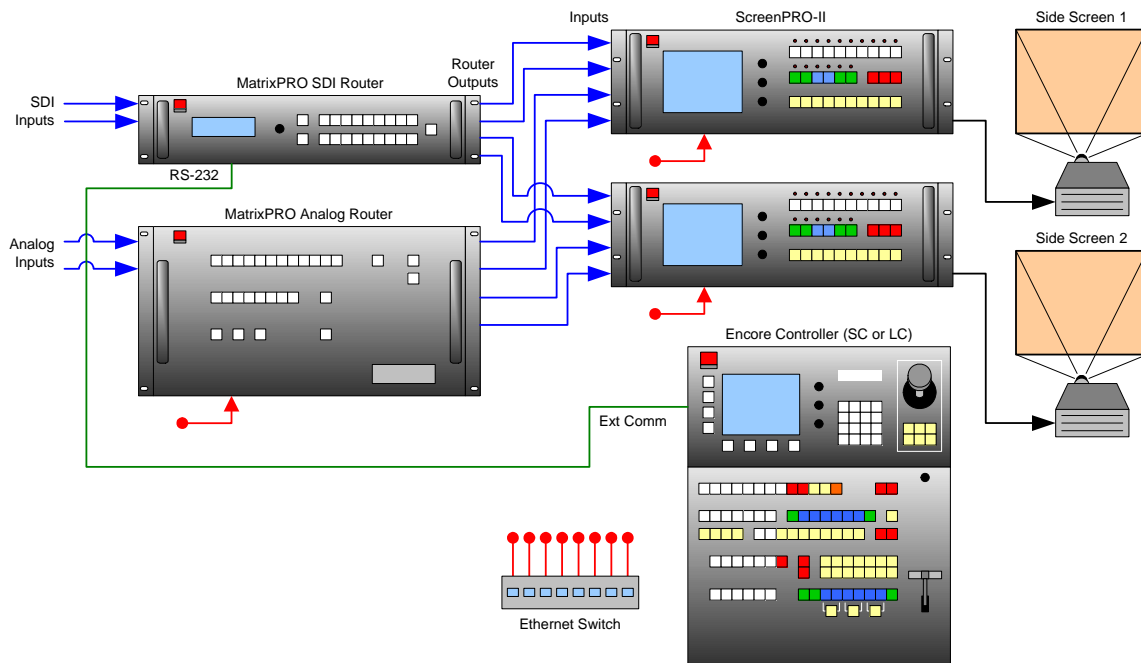 Inputs
ScreenPRO-II
Side Screen 1
Router
Outputs
MatrixPRO SDI Router
SDI
Inputs
RS-232
MatrixPRO Analog Router
Analog
Inputs
Side Screen 2
Encore Controller (SC or LC)
Ext Comm
Ethernet Switch